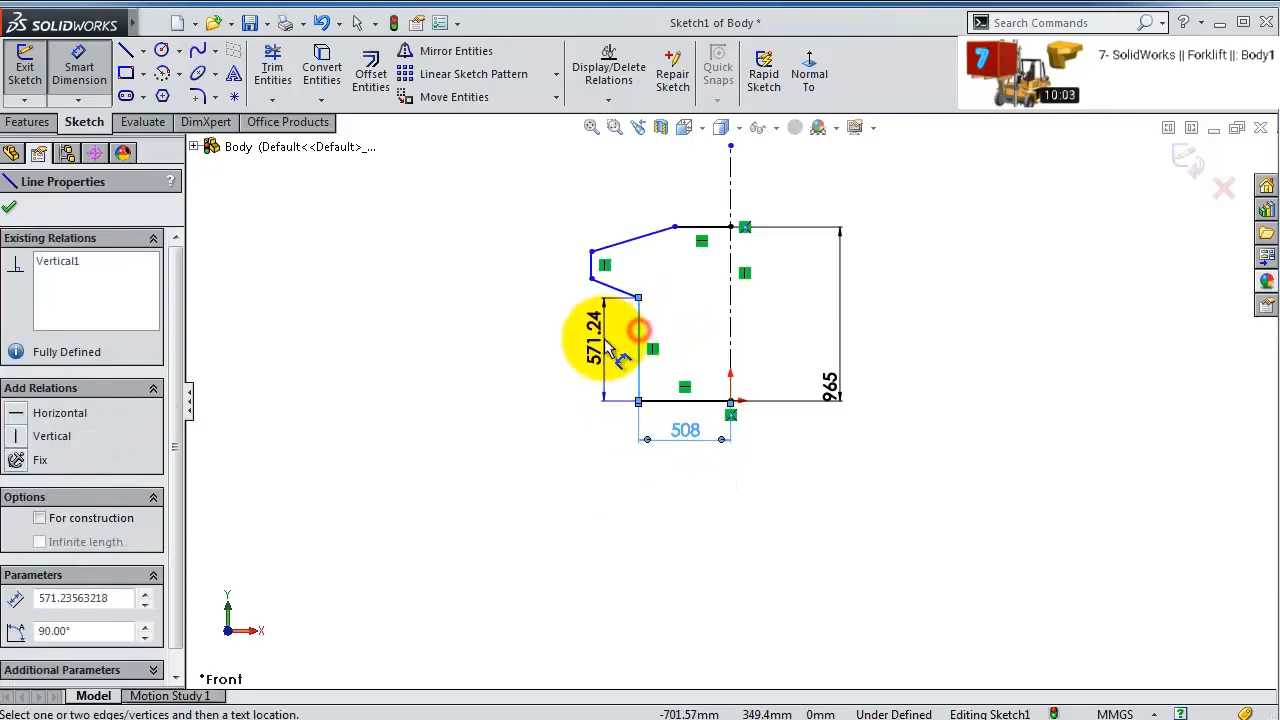 SOLIDWORKS
Sketch1 of Body *
Search Commands
Exit Sketch
Smart Dimension
Trim Entities
Convert Entities
Offset Entities
Mirror Entities
Linear Sketch Pattern
Move Entities
Display/Delete Relations
Repair Sketch
Quick Snaps
Rapid Sketch
Normal To
7
10:03
7- SolidWorks || Forklift ||: Body1
Features
Sketch
Evaluate
DimXpert
Office Products
Body (Default<<Default>_...
Line Properties
?
Existing Relations
Vertical1
Fully Defined
Add Relations
Horizontal
Vertical
Fix
Options
For construction
Infinite length
Parameters
571.23563218
90.00°
Additional Parameters
571.24
965
508
Y
X
*Front
Model
Motion Study 1
Select one or two edges/vertices and then a text location.
-701.57mm
349.4mm
0mm
Under Defined
Editing Sketch1
MMGS
?